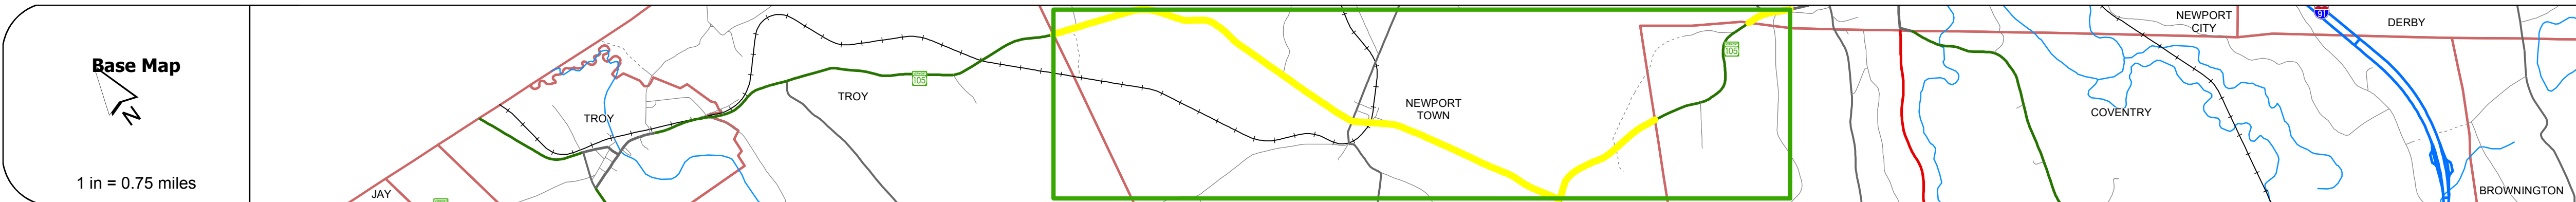 Base Map
N
1 in = 0.75 miles
JAY
TROY
TROY
105
NEWPORT
TOWN
105
NEWPORT
CITY
91
DERBY
COVENTRY
BROWNINGTON